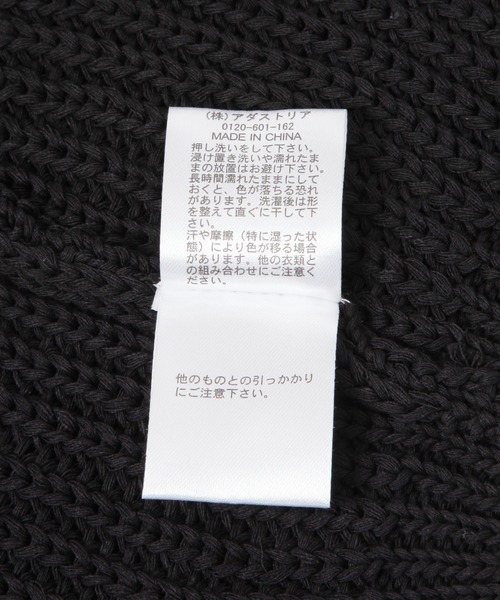 (株)アダストリア
0120-601-162
MADE IN CHINA
押し洗いをして下さい。
浸け置き洗いや濡れたま
まの放置はお避け下さい。
長時間濡れたままにして
おくと、色が落ちる恐れ
があります。洗濯後は形
を整えて直ぐに干して下
さい。
汗や摩擦(特に湿った状
態)により色が移る場合
があります。他の衣類と
の組み合わせにご注意く
ださい。
他のものとの引っかかり
にご注意下さい。